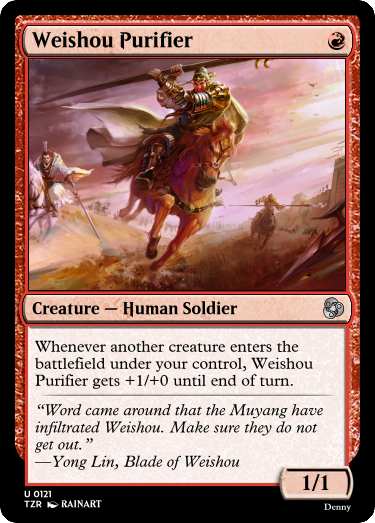 Weishou Purifier
Creature — Human Soldier
Whenever another creature enters the
battlefield under your control, Weishou
Purifier gets +1/+0 until end of turn.
“Word came around that the Muyang have
infiltrated Weishou. Make sure they do not
get out.”
—Yong Lin, Blade of Weishou
1/1
U 0121
TZR RAINART
Denny